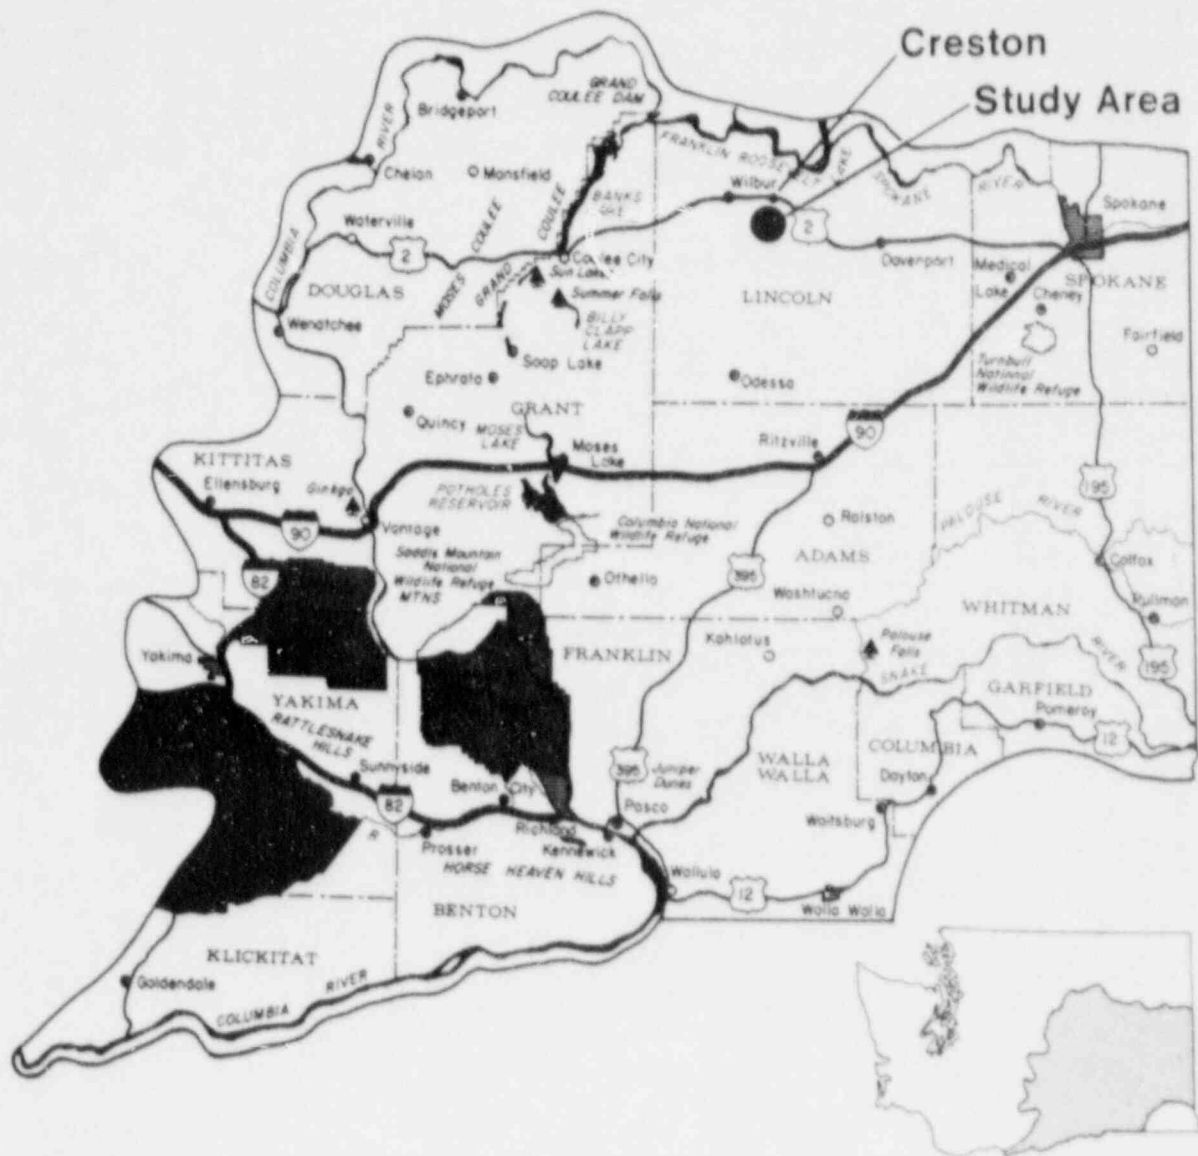 Creston
Study Area
GRAND
COULEE DAM
Bridgeport
RIVER
Chelan
Mansfield
FRANKLIN ROOSEVELT
LAKE
SPOKANE
RIVER
Wilbur
BANKS
Spokane
COULEE
Waterville
MOSES COULEE
GRAND
COLUMBIA
2
2
Coulee City
Davenport
Medical
Lake
SPOKANE
Sun Lake
Cheney
DOUGLAS
Summer Falls
LINCOLN
BILLY
CLAPP
LAKE
Wenatchee
Fairfield
Soap Lake
Turnbull
National
Wildlife Refuge
Ephrata
Odessa
GRANT
Quincy
MOSES
LAKE
Moses
Lake
Ritzville
90
KITTITAS
Ellensburg
Ginkgo
POTHOLES
RESERVOIR
195
90
Vantage
Columbia National
Wildlife Refuge
Ralston
PALOUSE
RIVER
ADAMS
Saddle Mountain
National
Wildlife Refuge
MTNS
82
395
Colfax
Othello
Washtucna
WHITMAN
Pullman
Yakima
FRANKLIN
Kahlotus
Palouse
Falls
RIVER
195
SNAKE
GARFIELD
YAKIMA
RATTLESNAKE
HILLS
Pomeroy
12
COLUMBIA
WALLA
WALLA
Sunnyside
395
Juniper
Dunes
Dayton
Benton City
82
Pasco
Waitsburg
R
Richland
Prosser
Kennewick
HORSE HEAVEN HILLS
Wallula
12
Walla Walla
BENTON
KLICKITAT
Goldendale
RIVER
COLUMBIA